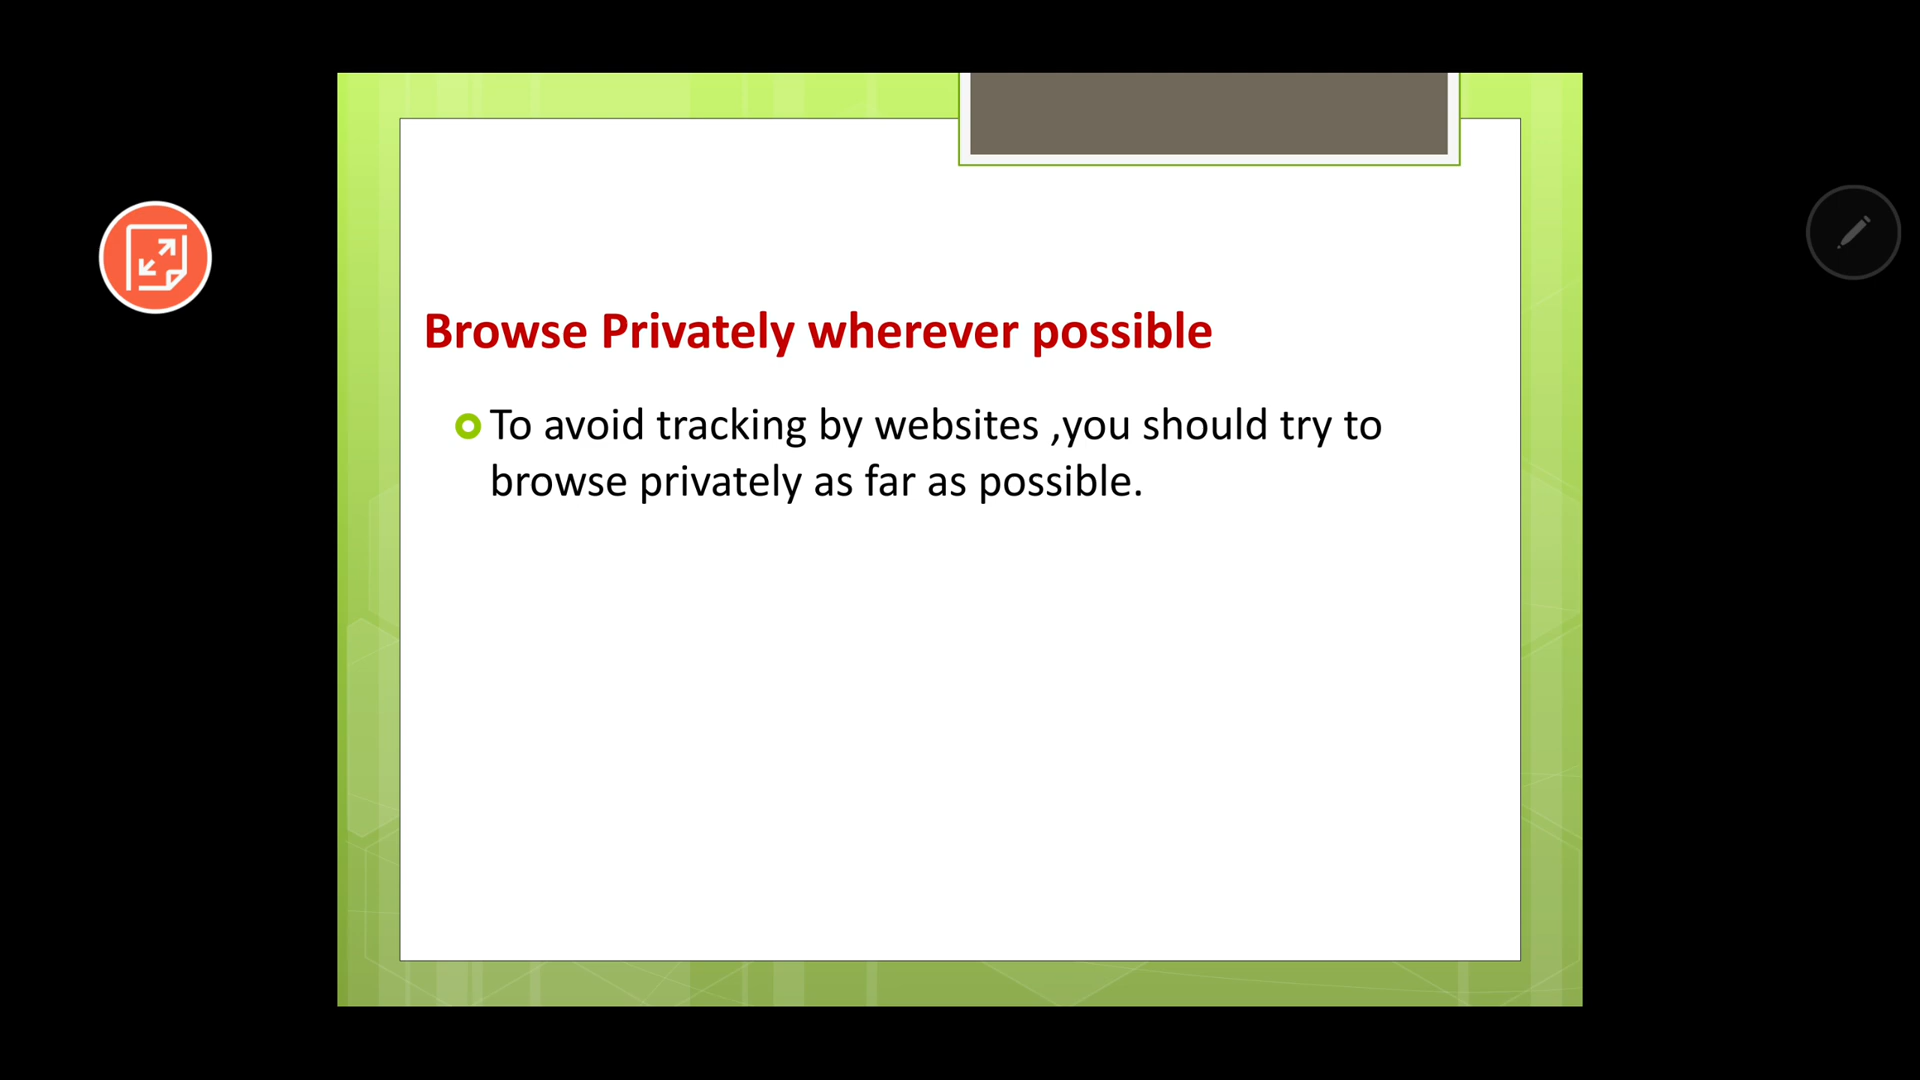 Browse Privately wherever possible
To avoid tracking by websites ,you should try to
browse privately as far as possible.